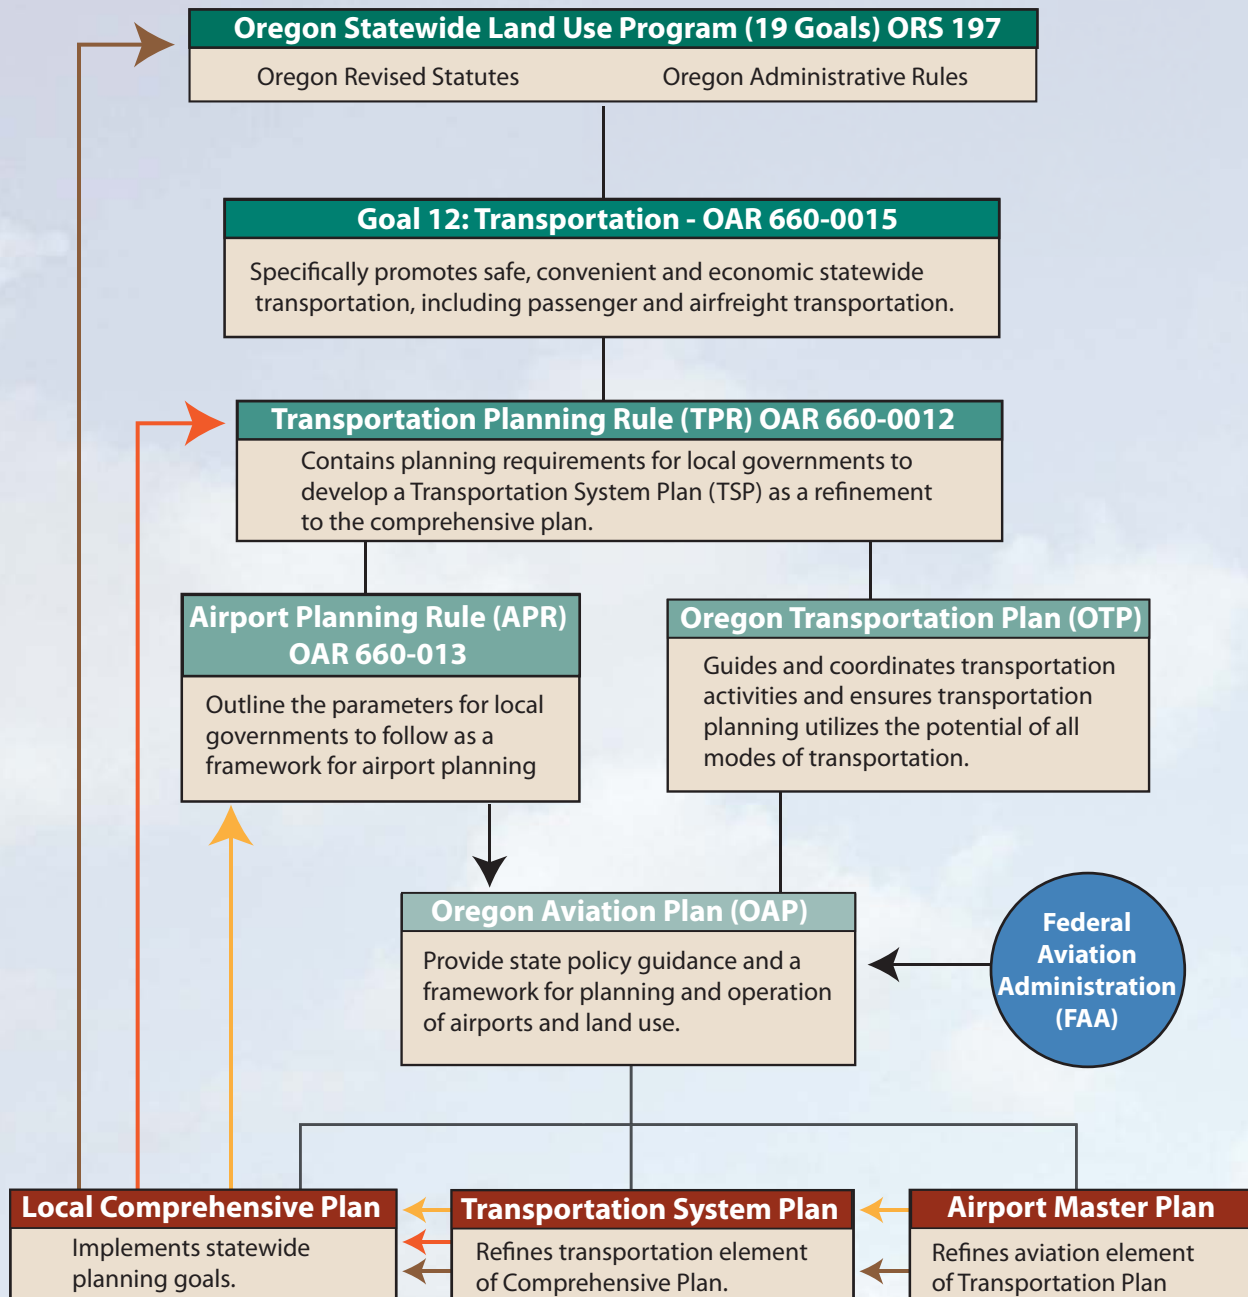 Oregon Statewide Land Use Program (19 Goals) ORS 197
Oregon Revised Statutes
Oregon Administrative Rules
Goal 12: Transportation - OAR 660-0015
Specifically promotes safe, convenient and economic statewide
transportation, including passenger and airfreight transportation.
Transportation Planning Rule (TPR) OAR 660-0012
Contains planning requirements for local governments to
develop a Transportation System Plan (TSP) as a refinement
to the comprehensive plan.
Airport Planning Rule (APR)
OAR 660-013
Outline the parameters for local
governments to follow as a
framework for airport planning
Oregon Transportation Plan (OTP)
Guides and coordinates transportation
activities and ensures transportation
planning utilizes the potential of all
modes of transportation.
Oregon Aviation Plan (OAP)
Provide state policy guidance and a
framework for planning and operation
of airports and land use.
Federal
Aviation
Administration
(FAA)
Local Comprehensive Plan
Implements statewide
planning goals.
Transportation System Plan
Refines transportation element
of Comprehensive Plan.
Airport Master Plan
Refines aviation element
of Transportation Plan